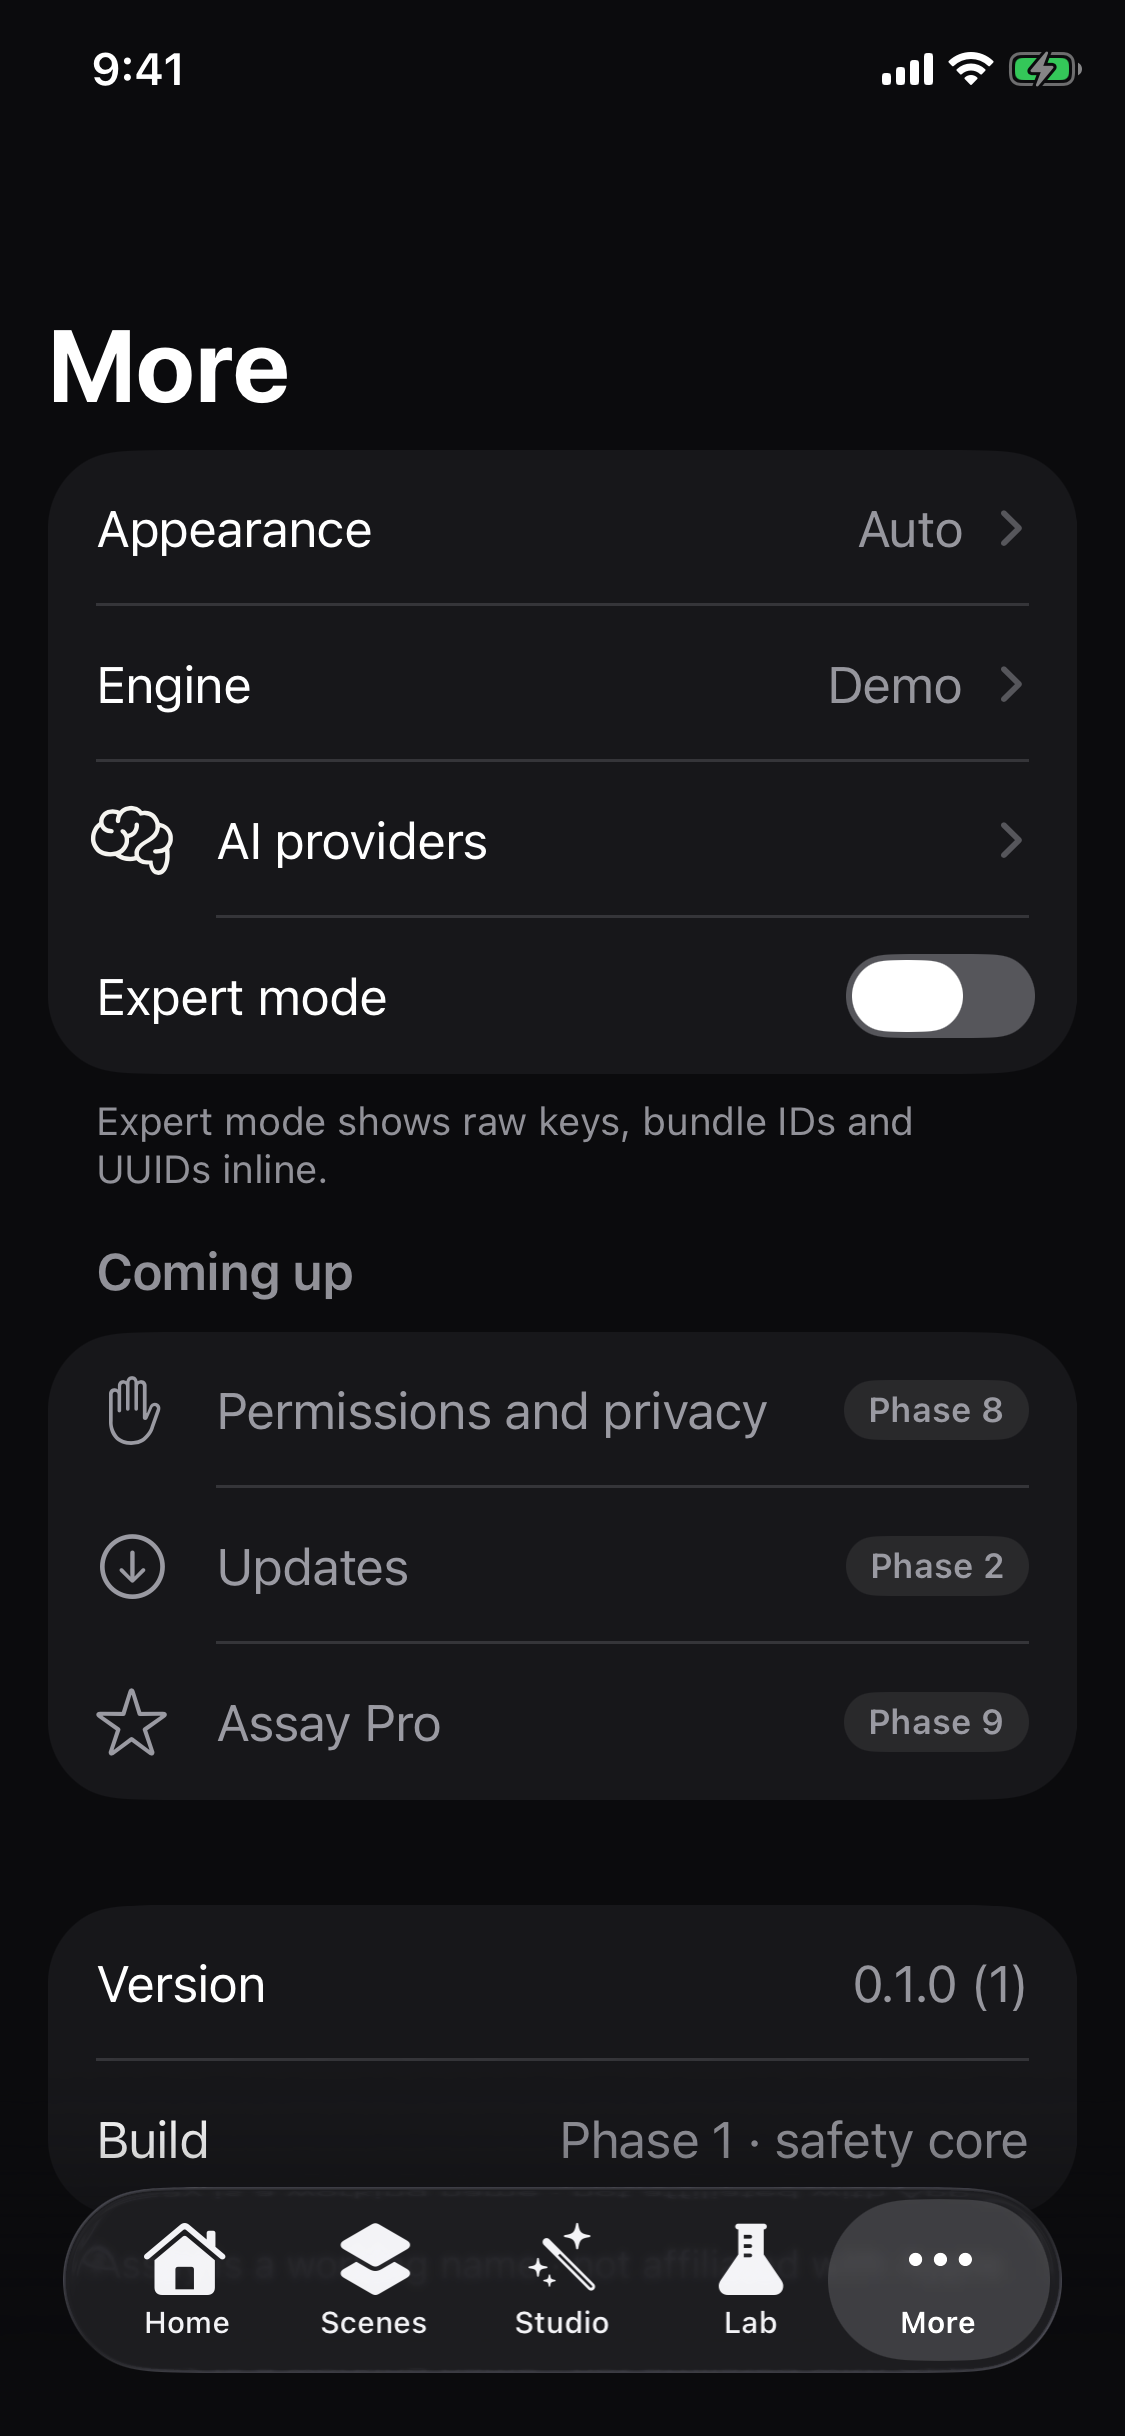 9:41
More
Appearance
Auto
Engine
Demo
AI providers
Expert mode
Expert mode shows raw keys, bundle IDs and
UUIDs inline.
Coming up
Permissions and privacy
Phase 8
Updates
Phase 2
Assay Pro
Phase 9
Version
0.1.0 (1)
Build
Phase 1 · safety core
Home
Scenes
Studio
Lab
More